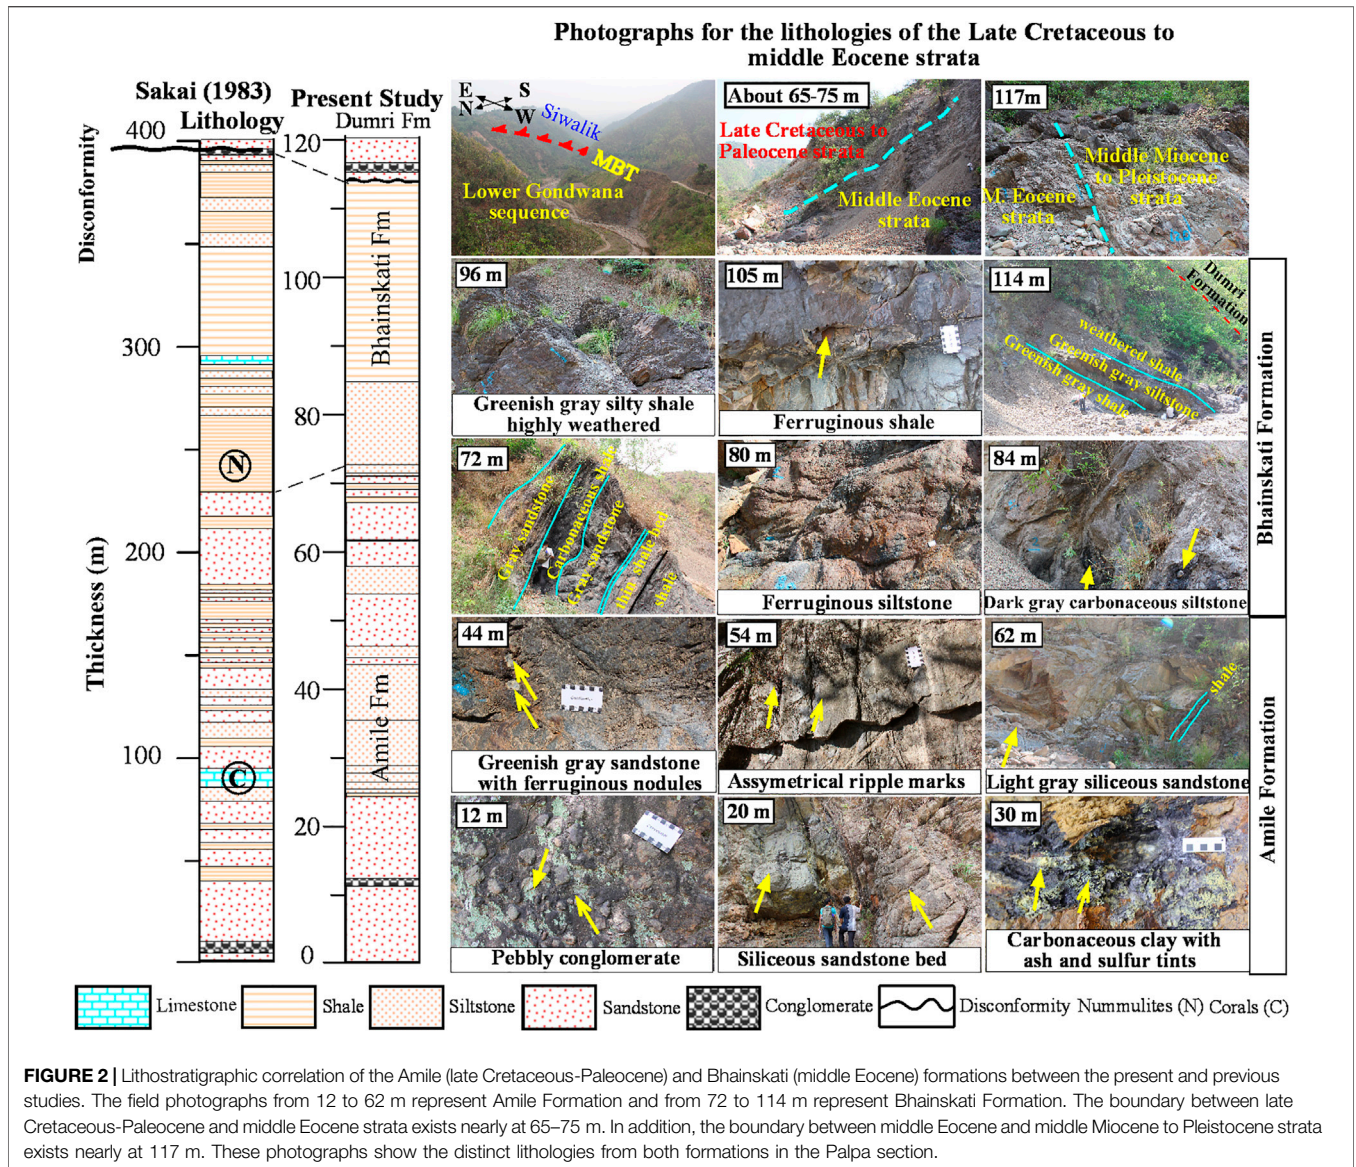 Photographs for the lithologies of the Late Cretaceous to
middle Eocene strata
Sakai (1983)
Lithology
Present Study
Dumri Fm
Disconformity
Thickness (m)
400
300
200
100
N
C
120
100
80
60
40
20
0
Bhainskati Fm
Amile Fm
E S
N W
Siwalik
MBT
Lower Gondwana
sequence
About 65-75 m
Late Cretaceous to
Paleocene strata
Middle Eocene
strata
117m
Middle Miocene
to Pleistocene
strata
M. Eocene
strata
96 m
Greenish gray silty shale
highly weathered
105 m
Ferruginous shale
114 m
Dumri
Formation
weathered shale
Greenish gray siltstone
Greenish gray shale
72 m
Gray sandstone
Carbonaceous shale
Gray sandstone
thin shale bed
shale
80 m
Ferruginous siltstone
84 m
Dark gray carbonaceous siltstone
Bhainskati Formation
44 m
Greenish gray sandstone
with ferruginous nodules
54 m
Assymetrical ripple marks
62 m
shale
Light gray siliceous sandstone
12 m
Pebbly conglomerate
20 m
Siliceous sandstone bed
30 m
Carbonaceous clay with
ash and sulfur tints
Amile Formation
Limestone Shale Siltstone Sandstone Conglomerate Disconformity Nummulites (N) Corals (C)
FIGURE 2 | Lithostratigraphic correlation of the Amile (late Cretaceous-Paleocene) and Bhainskati (middle Eocene) formations between the present and previous
studies. The field photographs from 12 to 62 m represent Amile Formation and from 72 to 114 m represent Bhainskati Formation. The boundary between late
Cretaceous-Paleocene and middle Eocene strata exists nearly at 65–75 m. In addition, the boundary between middle Eocene and middle Miocene to Pleistocene strata
exists nearly at 117 m. These photographs show the distinct lithologies from both formations in the Palpa section.